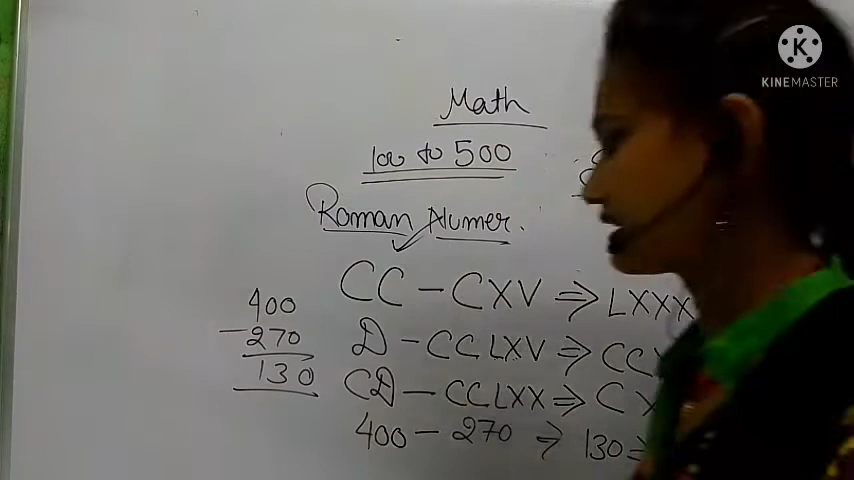 KINEMASTER
Math
100 to 500
Roman Numer.
CC - CXV ⇒ LXXX
D - CCLXV ⇒ CC
CD - CCLXX ⇒ CX
400 - 270 ⇒ 130 =
400
- 270
130